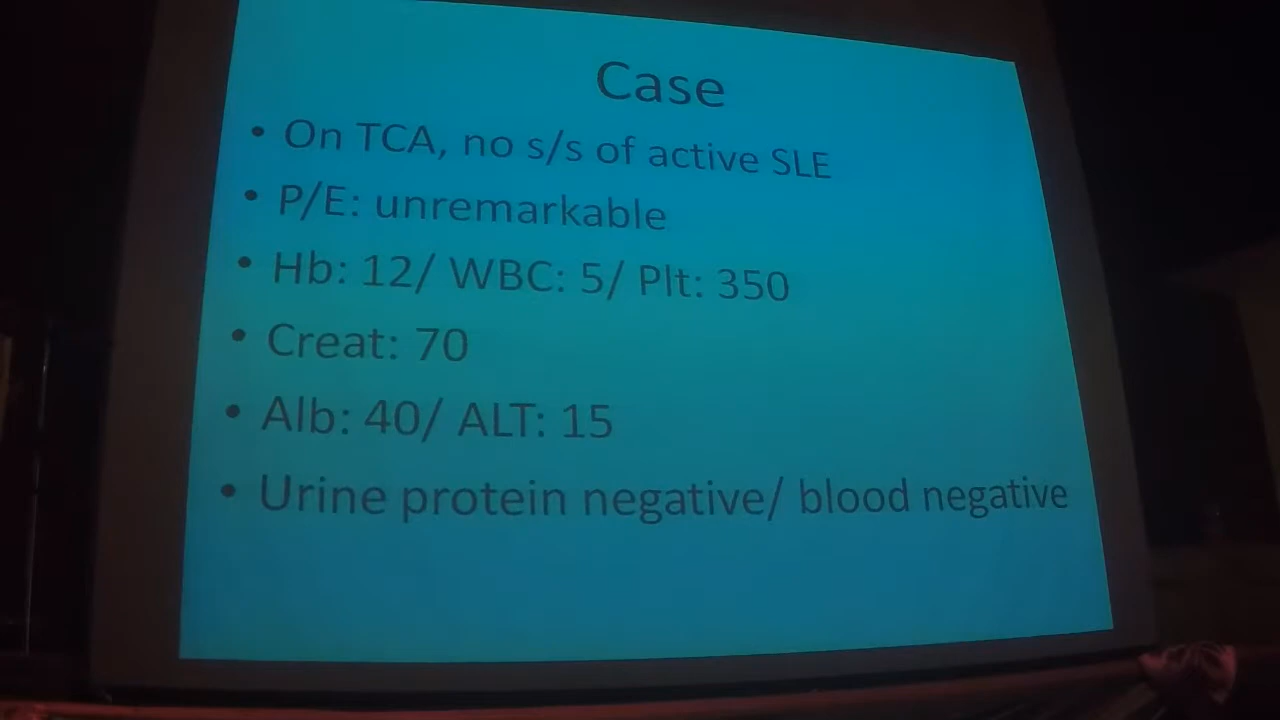 Case
• On TCA, no s/s of active SLE
• P/E: unremarkable
• Hb: 12/ WBC: 5/ Plt: 350
• Creat: 70
• Alb: 40/ ALT: 15
• Urine protein negative/ blood negative